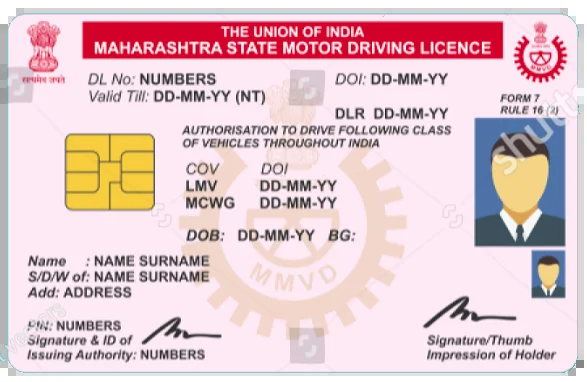 THE UNION OF INDIA
MAHARASHTRA STATE MOTOR DRIVING LICENCE
सत्यमेव जयते
DL No: NUMBERS DOI: DD-MM-YY
Valid Till: DD-MM-YY (NT)
DLR DD-MM-YY
FORM 7
RULE 16 (2)
AUTHORISATION TO DRIVE FOLLOWING CLASS
OF VEHICLES THROUGHOUT INDIA
COV DOI
LMV DD-MM-YY
MCWG DD-MM-YY
DOB: DD-MM-YY BG:
MMVD
Name : NAME SURNAME
S/D/W of: NAME SURNAME
Add: ADDRESS
PIN: NUMBERS
Signature & ID of
Issuing Authority: NUMBERS
Signature/Thumb
Impression of Holder